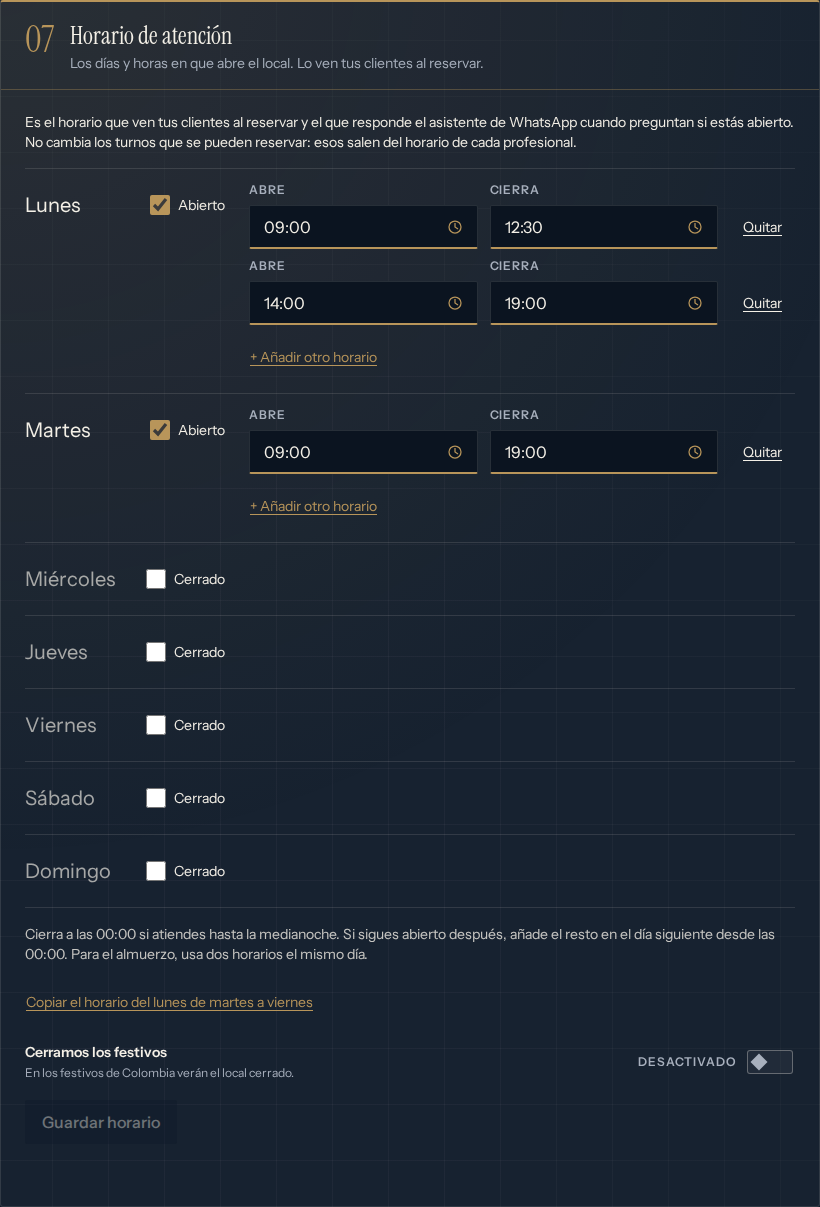 07 Horario de atención
Los días y horas en que abre el local. Lo ven tus clientes al reservar.
Es el horario que ven tus clientes al reservar y el que responde el asistente de WhatsApp cuando preguntan si estás abierto.
No cambia los turnos que se pueden reservar: esos salen del horario de cada profesional.
ABRE CIERRA
Lunes Abierto 09:00 12:30 Quitar
ABRE CIERRA
14:00 19:00 Quitar
+ Añadir otro horario
ABRE CIERRA
Martes Abierto 09:00 19:00 Quitar
+ Añadir otro horario
Miércoles Cerrado
Jueves Cerrado
Viernes Cerrado
Sábado Cerrado
Domingo Cerrado
Cierra a las 00:00 si atiendes hasta la medianoche. Si sigues abierto después, añade el resto en el día siguiente desde las
00:00. Para el almuerzo, usa dos horarios el mismo día.
Copiar el horario del lunes de martes a viernes
Cerramos los festivos
En los festivos de Colombia verán el local cerrado.
DESACTIVADO
Guardar horario